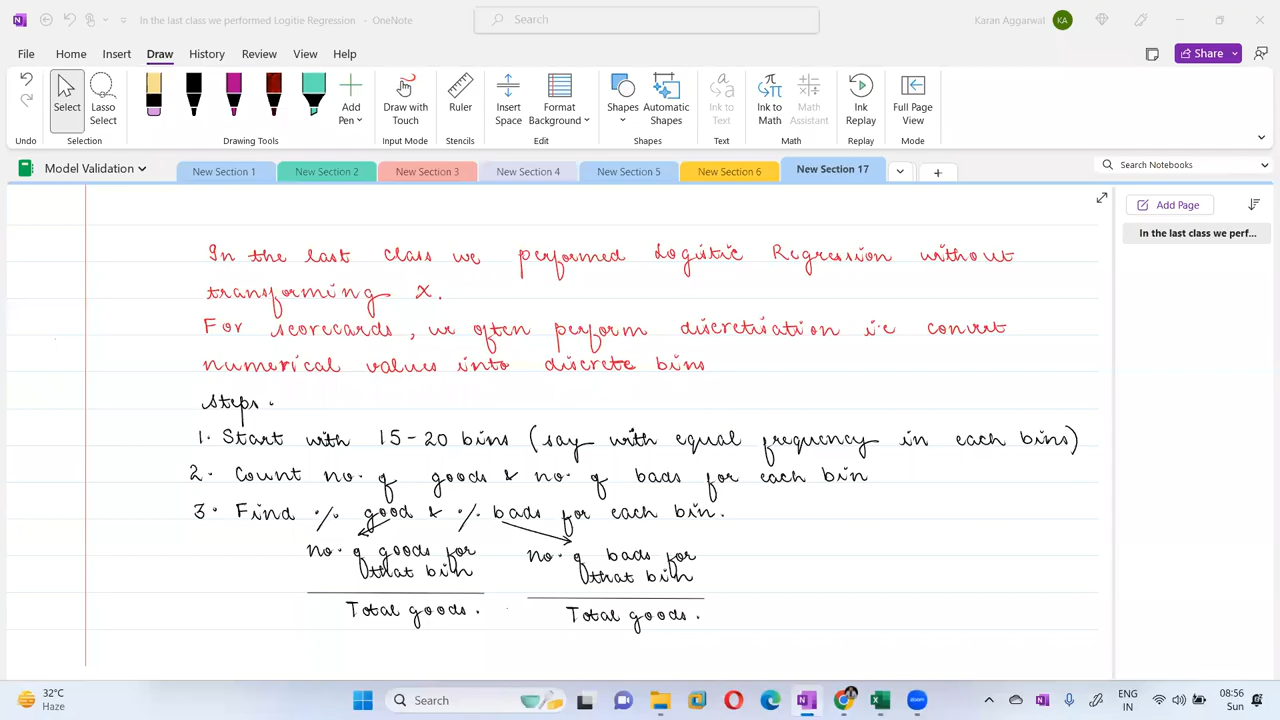 In the last class we performed Logitie Regression - OneNote
Search
Karan Aggarwal
KA
File Home Insert Draw History Review View Help
Share
Undo
Select
Lasso Select
Selection
Drawing Tools
Add Pen
Draw with Touch
Input Mode
Ruler
Stencils
Insert Space
Format Background
Edit
Shapes
Automatic Shapes
Shapes
Ink to Text
Text
Ink to Math
Math Assistant
Math
Ink Replay
Replay
Full Page View
Mode
Model Validation
New Section 1 New Section 2 New Section 3 New Section 4 New Section 5 New Section 6 New Section 17
Search Notebooks
Add Page
In the last class we perf...
In the last class we performed Logistic Regression without
transforming X.
For scorecards, we often perform discretisation i.e convert
numerical values into discrete bins
Steps.
1. Start with 15-20 bins (say with equal frequency in each bins)
2. Count no. of goods & no. of bads for each bin
3. Find % good & % bads for each bin.
No. of goods for that bin
Total goods.
No. of bads for that bin
Total goods.
32°C
Haze
Search
ENG
IN
08:56
Sun